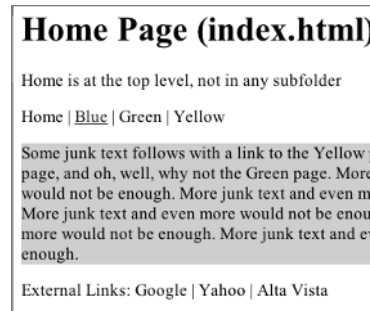 Home Page (index.html)
Home is at the top level, not in any subfolder
Home | Blue | Green | Yellow
Some junk text follows with a link to the Yellow
page, and oh, well, why not the Green page. More
would not be enough. More junk text and even m
More junk text and even more would not be enou
more would not be enough. More junk text and e
enough.
External Links: Google | Yahoo | Alta Vista